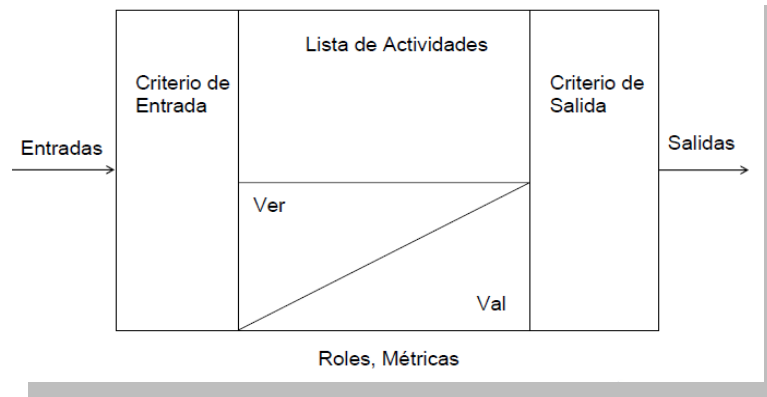 Lista de Actividades
Criterio de
Entrada
Criterio de
Salida
Entradas
Salidas
Ver
Val
Roles, Métricas